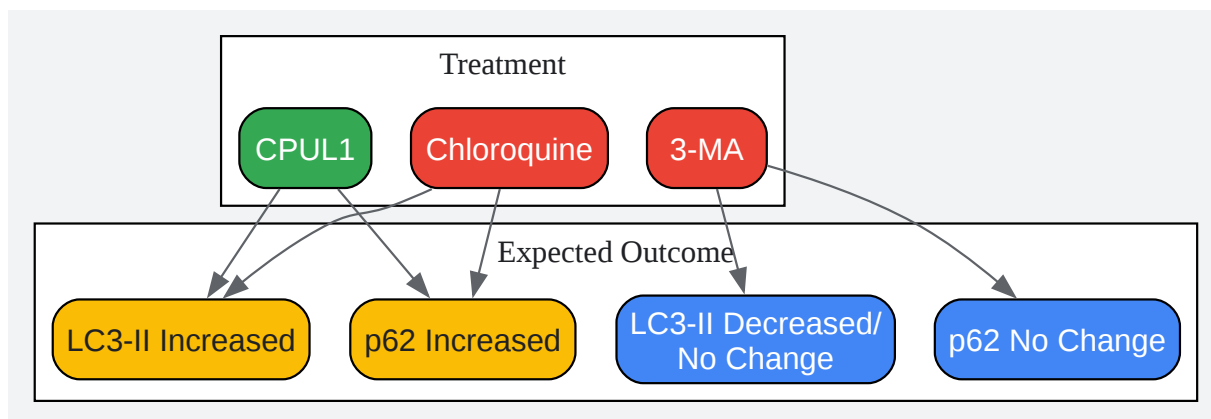 Treatment
CPUL1
Chloroquine
3-MA
Expected Outcome
LC3-II Increased
p62 Increased
LC3-II Decreased/
No Change
p62 No Change